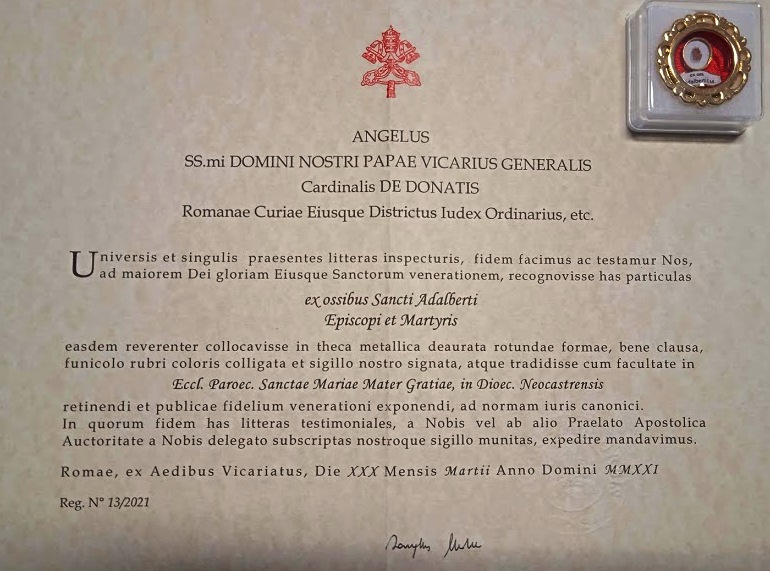 ANGELUS
SS.mi DOMINI NOSTRI PAPAE VICARIUS GENERALIS
Cardinalis DE DONATIS
Romanae Curiae Eiusque Districtus Iudex Ordinarius, etc.
Universis et singulis praesentes litteras inspecturis, fidem facimus ac testamur Nos,
ad maiorem Dei gloriam Eiusque Sanctorum venerationem, recognovisse has particulas
ex ossibus Sancti Adalberti
Episcopi et Martyris
easdem reverenter collocavisse in theca metallica deaurata rotundae formae, bene clausa,
funicolo rubri coloris colligata et sigillo nostro signata, atque tradidisse cum facultate in
Eccl. Paroec. Sanctae Mariae Mater Gratiae, in Dioec. Neocastrensis
retinendi et publicae fidelium venerationi exponendi, ad normam iuris canonici.
In quorum fidem has litteras testimoniales, a Nobis vel ab alio Praelato Apostolica
Auctoritate a Nobis delegato subscriptas nostroque sigillo munitas, expedire mandavimus.
Romae, ex Aedibus Vicariatus, Die XXX Mensis Martii Anno Domini MMXXI
Reg. N° 13/2021